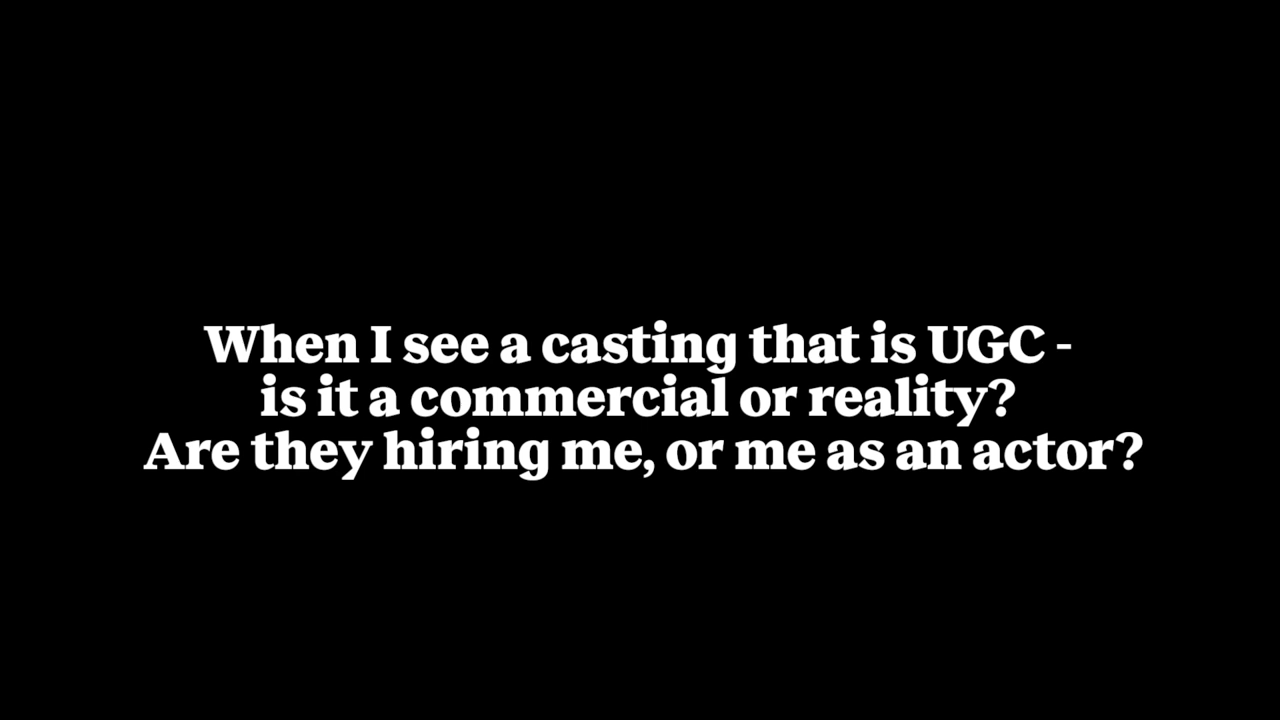 When I see a casting that is UGC -
is it a commercial or reality?
Are they hiring me, or me as an actor?